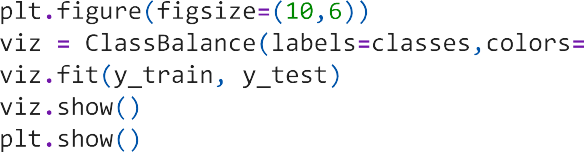 plt.figure(figsize=(10,6))
viz = ClassBalance(labels=classes,colors=
viz.fit(y_train, y_test)
viz.show()
plt.show()